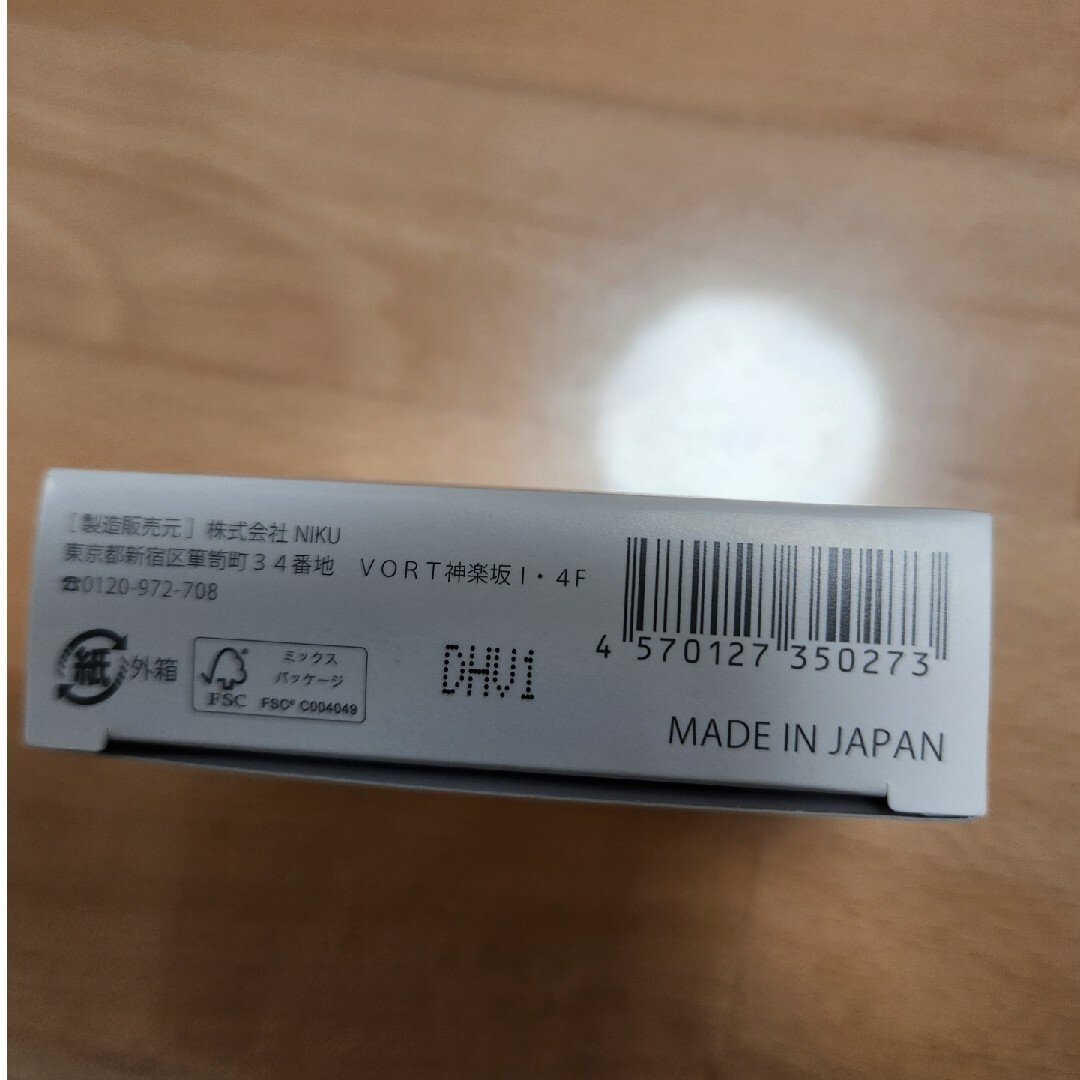 ［製造販売元］株式会社 NIKU
東京都新宿区箪笥町３４番地　ＶＯＲＴ神楽坂Ⅰ・４Ｆ
☎0120-972-708
紙 外箱
FSC
ミックス
パッケージ
FSC® C004049
DHV1
4 570127 350273
MADE IN JAPAN